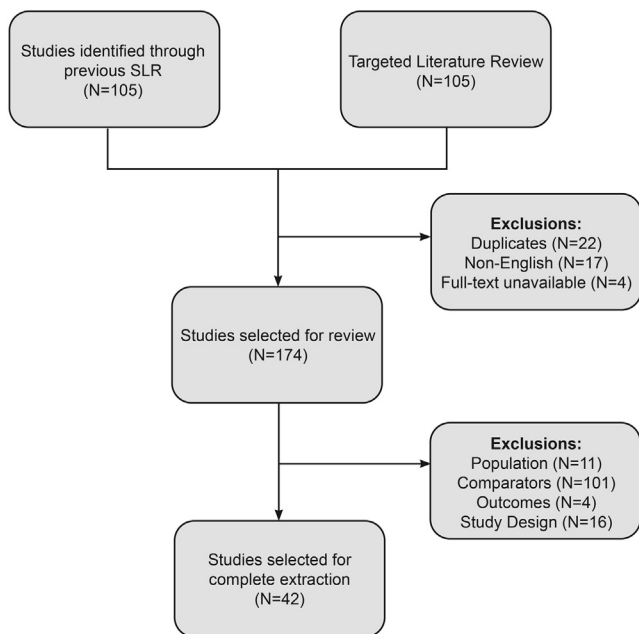 Studies identified through
previous SLR
(N=105)
Targeted Literature Review
(N=105)
Exclusions:
Duplicates (N=22)
Non-English (N=17)
Full-text unavailable (N=4)
Studies selected for review
(N=174)
Exclusions:
Population (N=11)
Comparators (N=101)
Outcomes (N=4)
Study Design (N=16)
Studies selected for
complete extraction
(N=42)